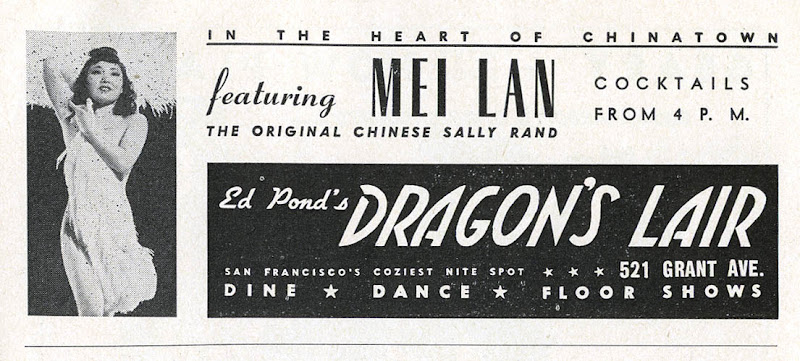 IN THE HEART OF CHINATOWN
featuring MEI LAN
THE ORIGINAL CHINESE SALLY RAND
COCKTAILS
FROM 4 P. M.
Ed Pond's DRAGON'S LAIR
SAN FRANCISCO'S COZIEST NITE SPOT ★ ★ ★ 521 GRANT AVE.
DINE ★ DANCE ★ FLOOR SHOWS